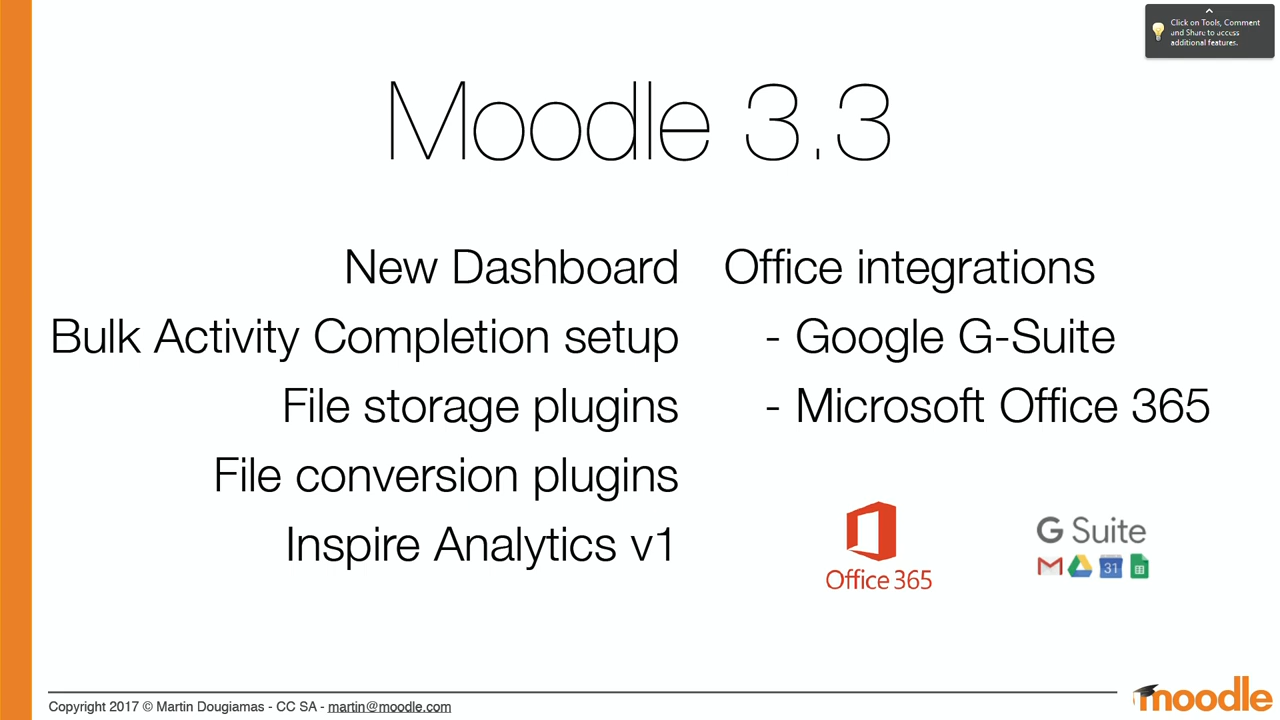 Click on Tools, Comment
and Share to access
additional features.
Moodle 3.3
New Dashboard
Bulk Activity Completion setup
File storage plugins
File conversion plugins
Inspire Analytics v1
Office integrations
- Google G-Suite
- Microsoft Office 365
Office 365
G Suite
31
Copyright 2017 © Martin Dougiamas - CC SA - martin@moodle.com
moodle